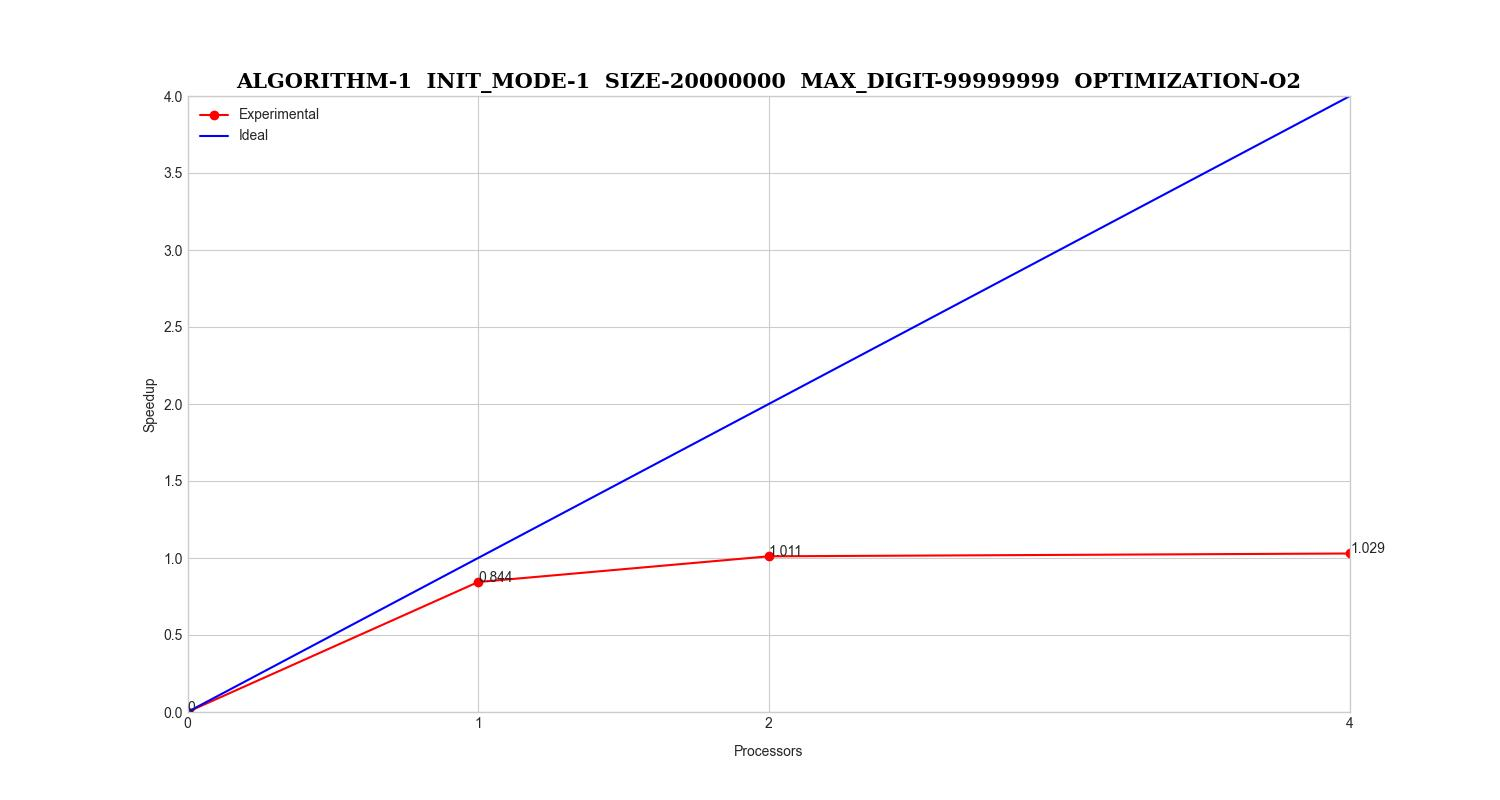 ALGORITHM-1 INIT_MODE-1 SIZE-20000000 MAX_DIGIT-99999999 OPTIMIZATION-O2
4.0
Experimental
Ideal
3.5
3.0
2.5
2.0
Speedup
1.5
1.0
1.011
1.029
0.844
0.5
0
0.0
0 1 2 4
Processors